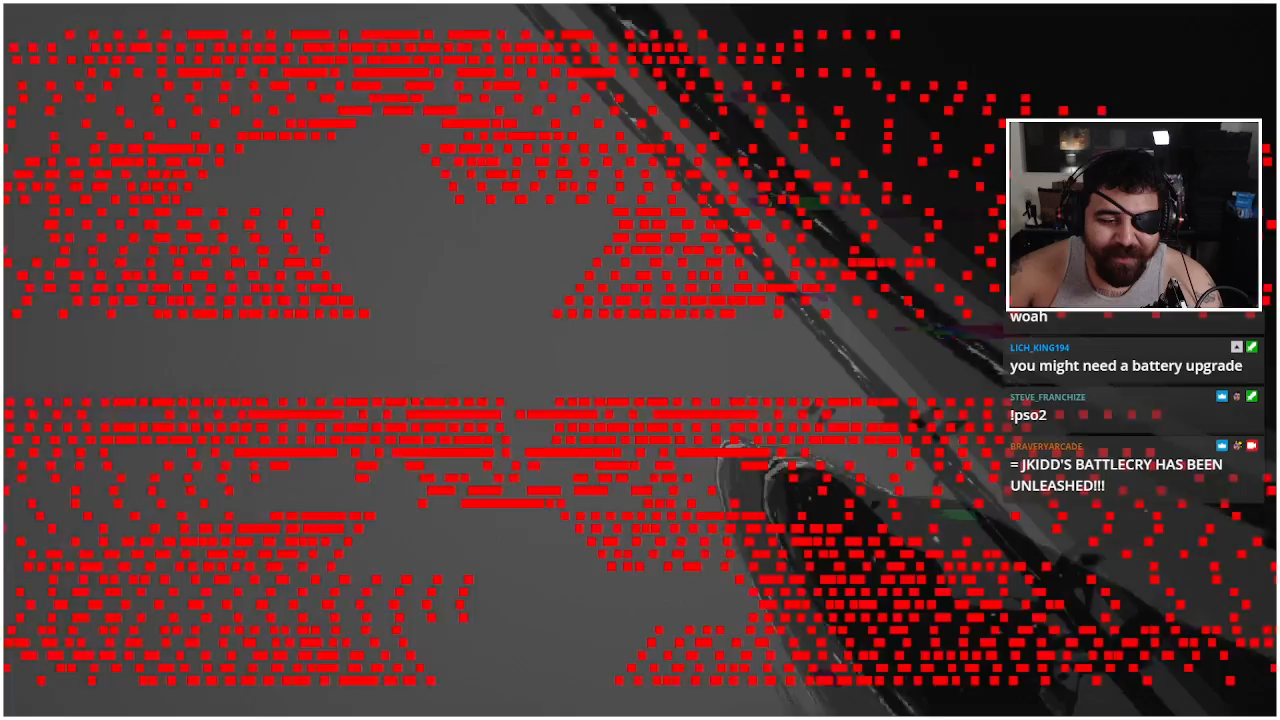 woah
LICH_KING194
you might need a battery upgrade
STEVE_FRANCHIZE
!pso2
BRAVERYARCADE
= JKIDD'S BATTLECRY HAS BEEN
UNLEASHED!!!